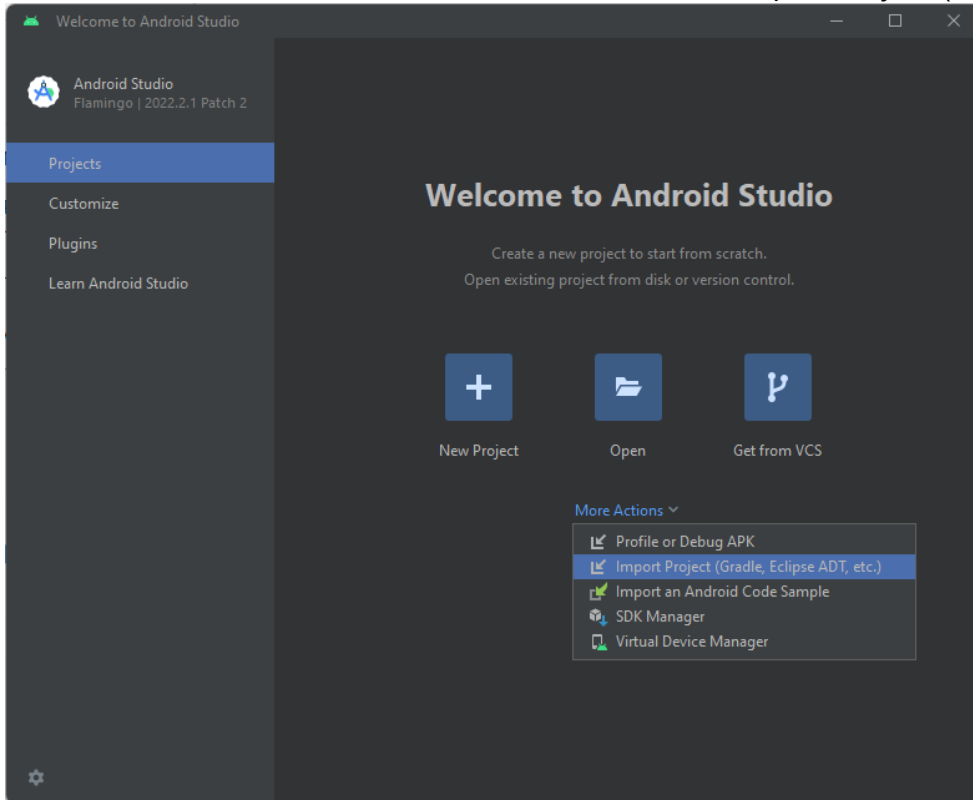 Welcome to Android Studio
Android Studio
Flamingo | 2022.2.1 Patch 2
Projects
Customize
Plugins
Learn Android Studio
Welcome to Android Studio
Create a new project to start from scratch.
Open existing project from disk or version control.
New Project
Open
Get from VCS
More Actions
Profile or Debug APK
Import Project (Gradle, Eclipse ADT, etc.)
Import an Android Code Sample
SDK Manager
Virtual Device Manager